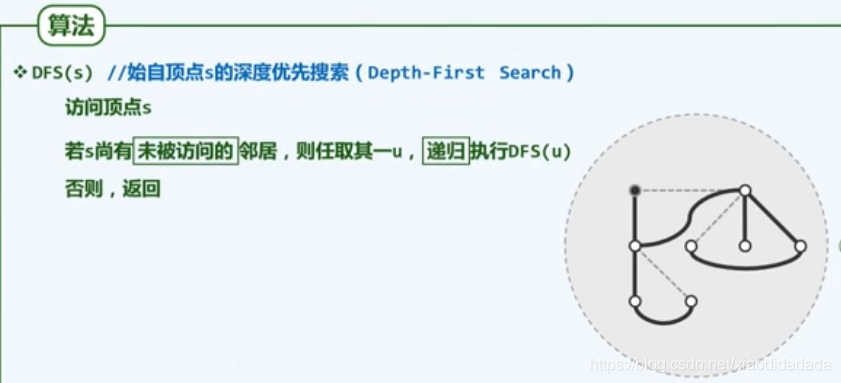 算法
❖DFS(s) //始自顶点s的深度优先搜索(Depth-First Search)
访问顶点s
若s尚有未被访问的邻居，则任取其一u，递归执行DFS(u)
否则，返回
https://blog.csdn.net/xiaodidadada